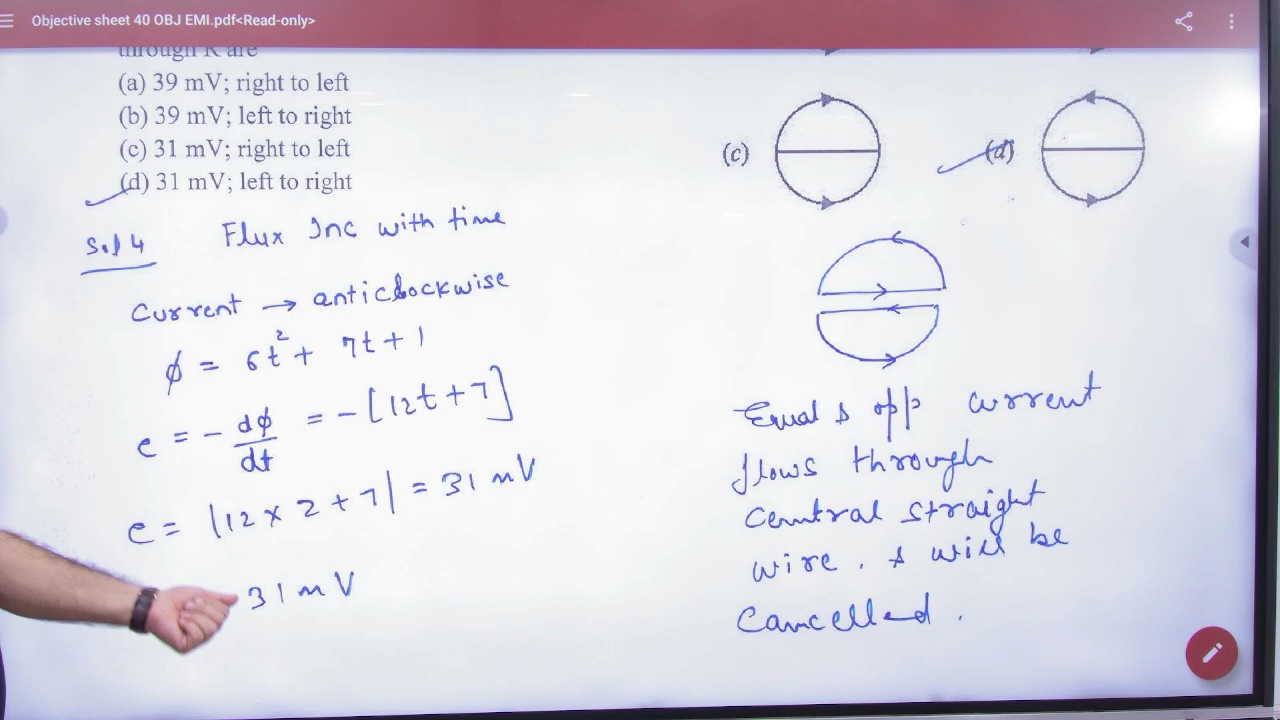 Objective sheet 40 OBJ EMI.pdf<Read-only>
through R are
(a) 39 mV; right to left
(b) 39 mV; left to right
(c) 31 mV; right to left
(d) 31 mV; left to right
Sol 4 Flux Inc with time
Current → anticlockwise
ϕ = 6t² + 7t + 1
e = - dϕ/dt = - [12t + 7]
e = |12 × 2 + 7| = 31 mV
31 mV
(c) (d)
Equal & opp current
flows through
central straight
wire. & will be
cancelled.